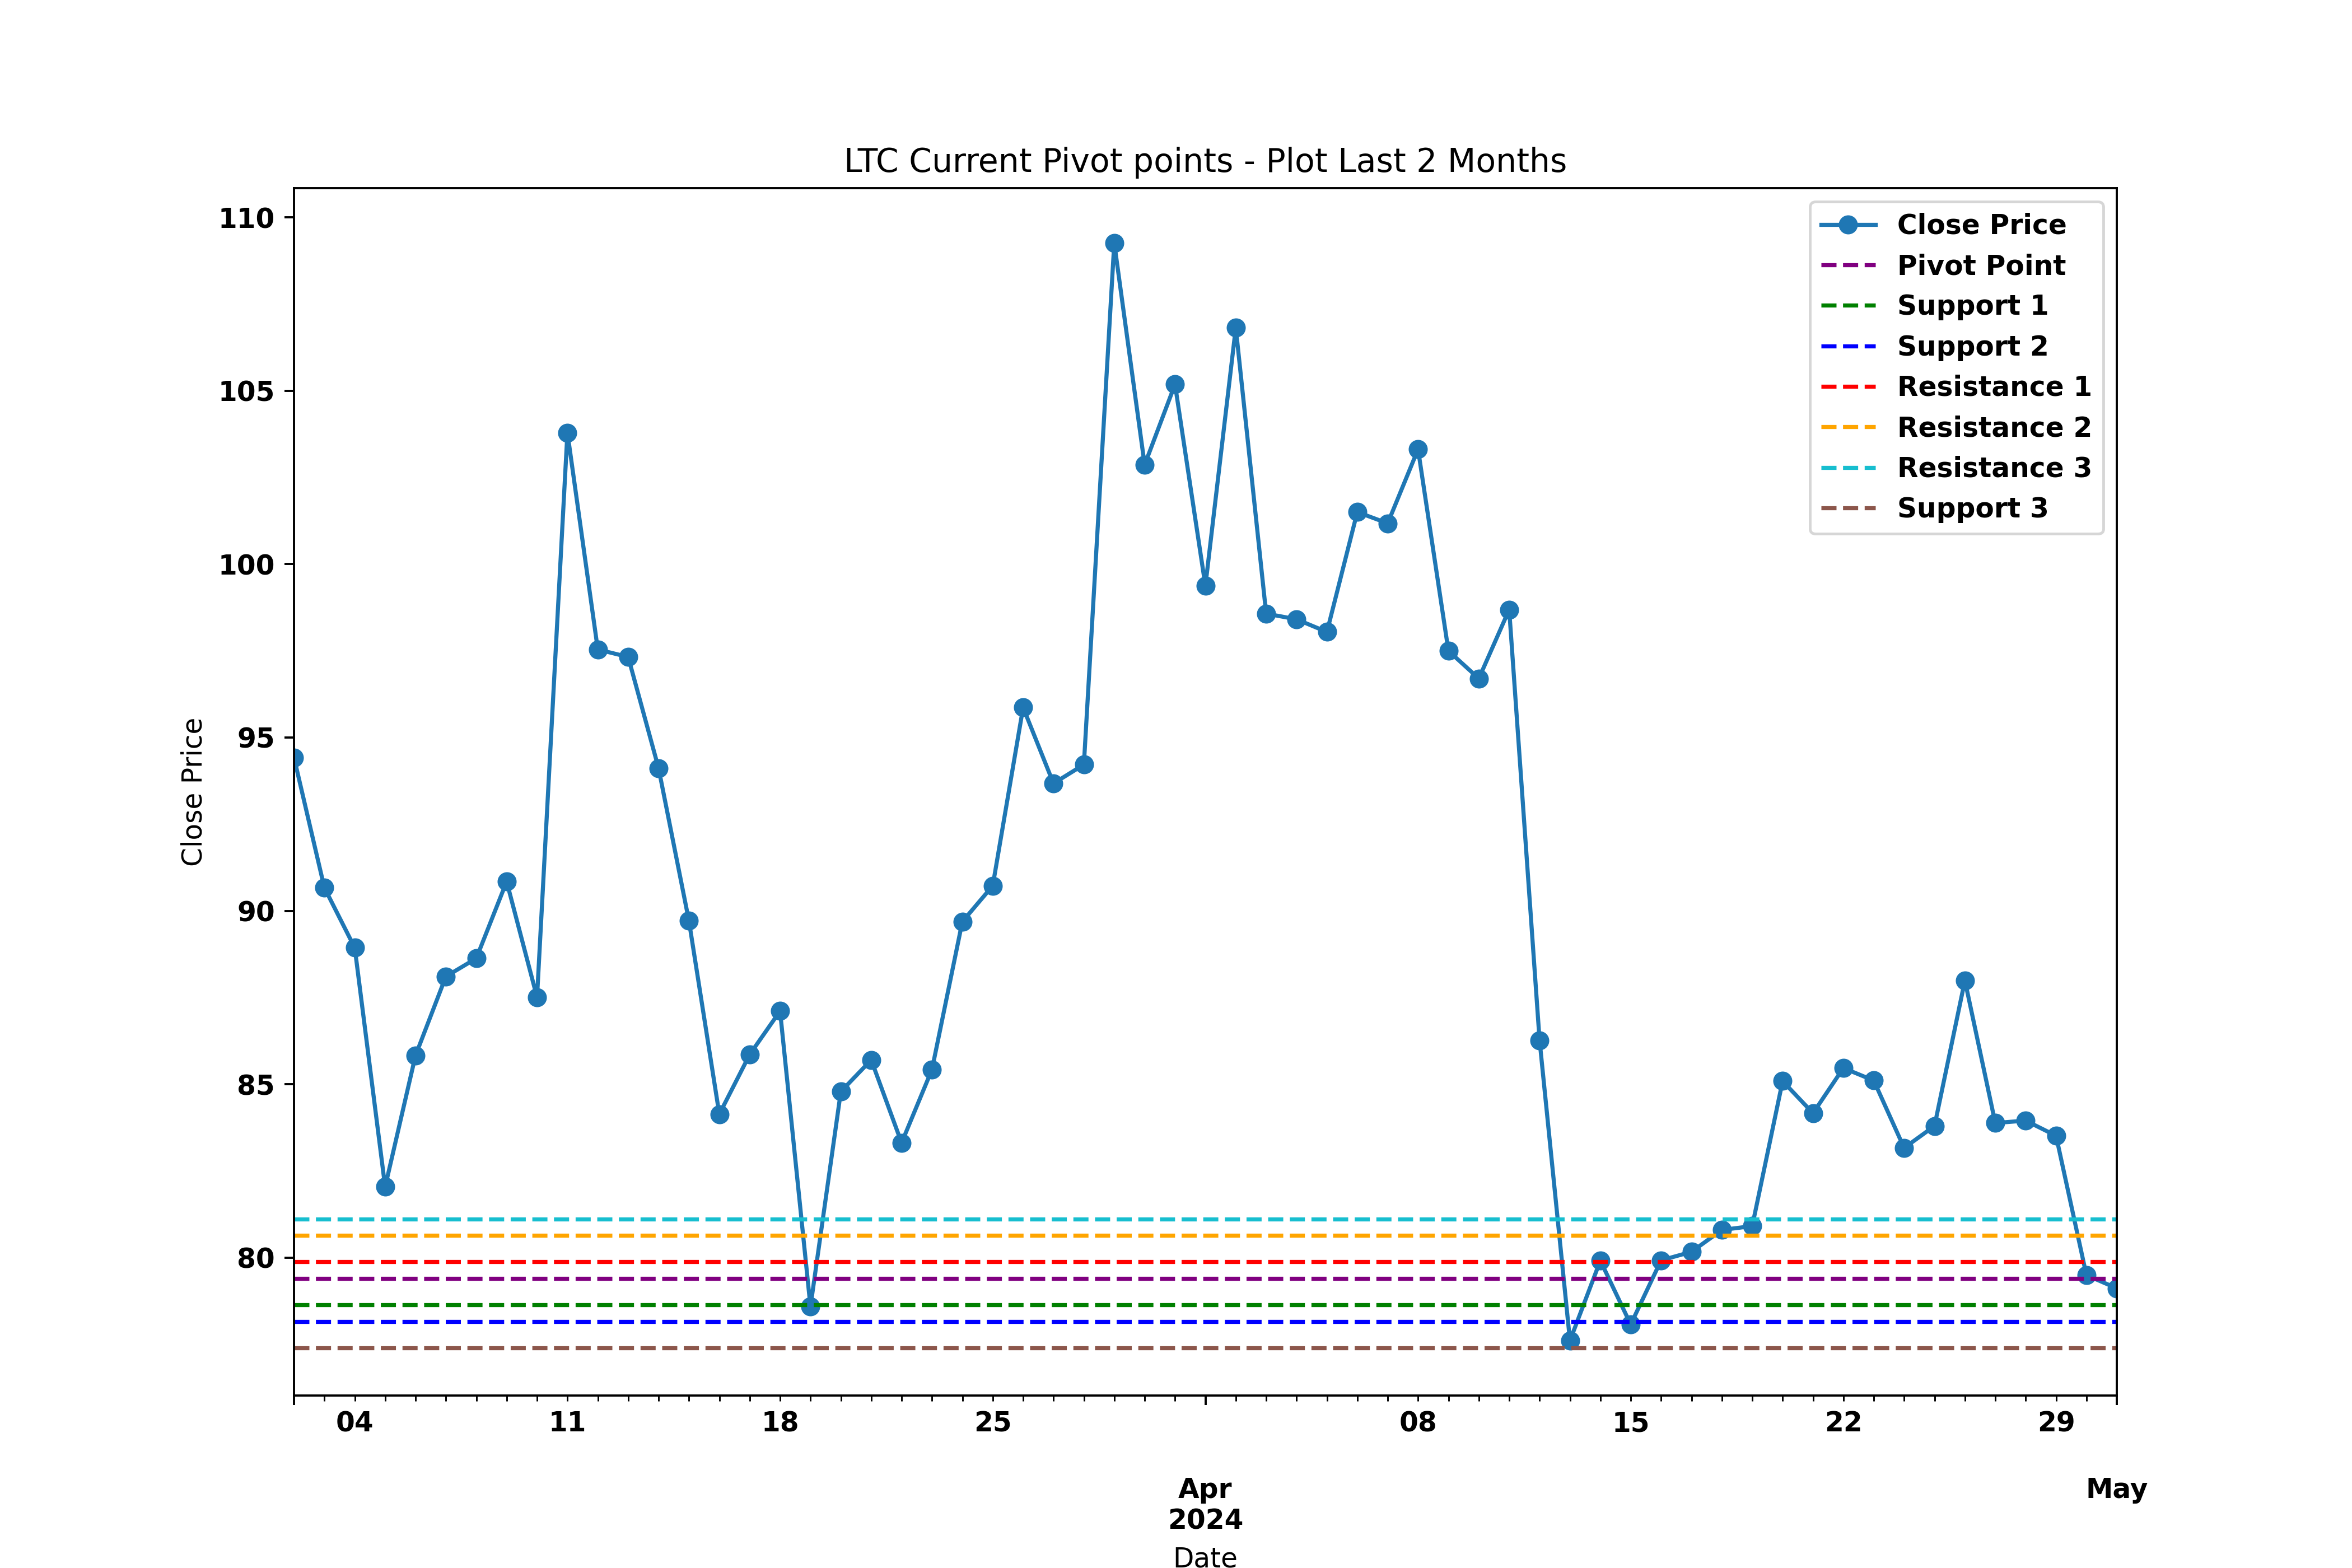 LTC Current Pivot points - Plot Last 2 Months
110
105
100
95
90
85
80
Close Price
Close Price
Pivot Point
Support 1
Support 2
Resistance 1
Resistance 2
Resistance 3
Support 3
04 11 18 25 08 15 22 29
Apr May
2024
Date